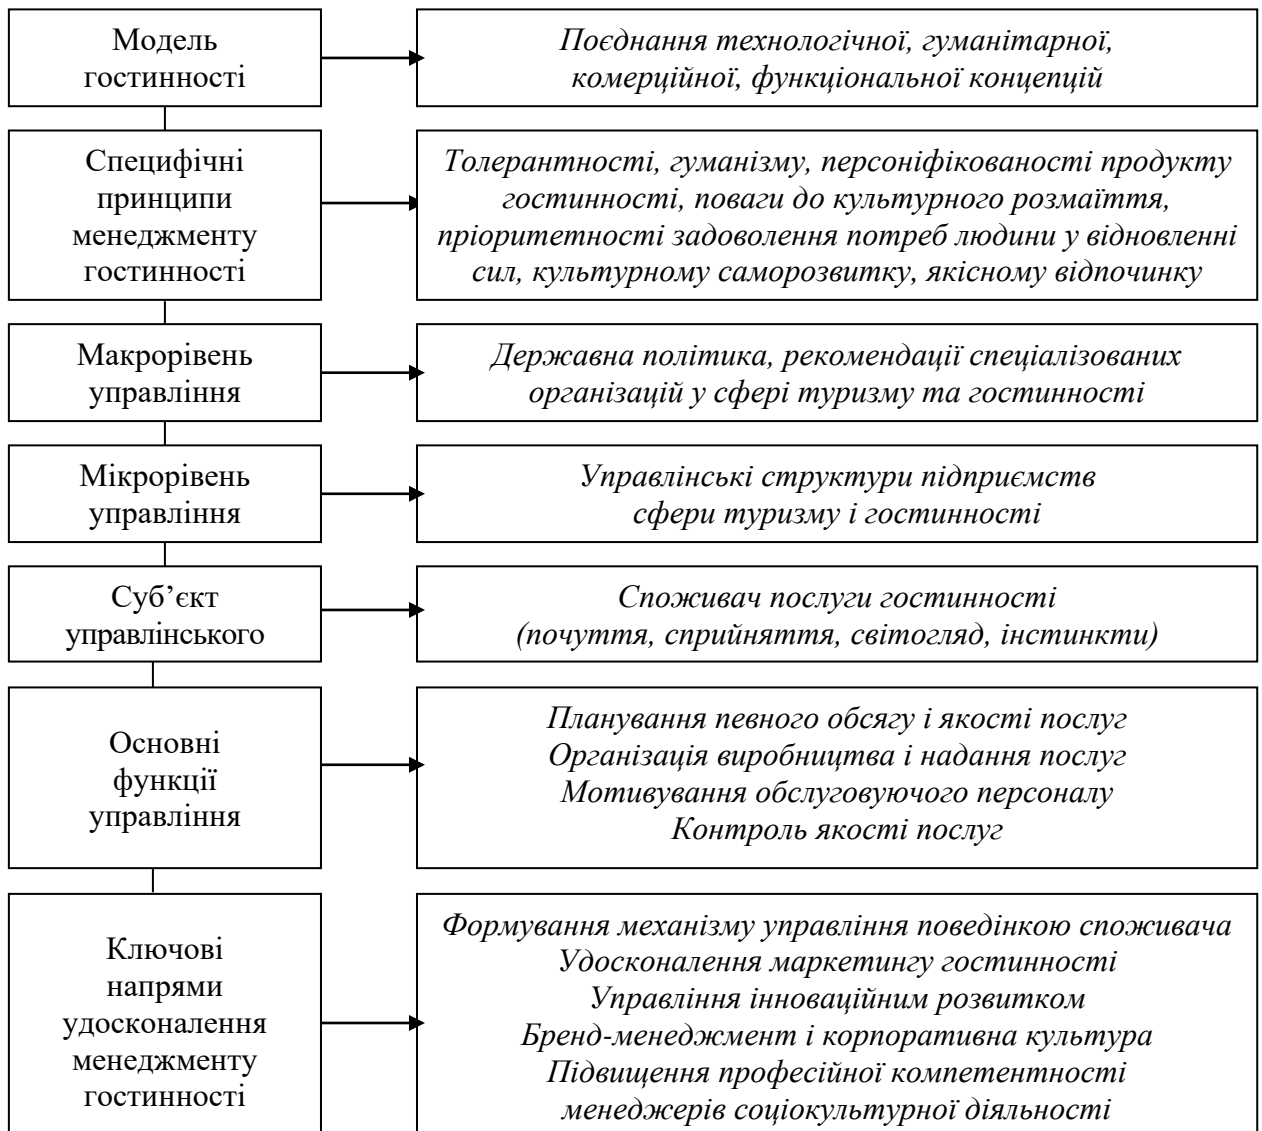 Модель
гостинності
Поєднання технологічної, гуманітарної,
комерційної, функціональної концепцій
Специфічні
принципи
менеджменту
гостинності
Толерантності, гуманізму, персоніфікованості продукту
гостинності, поваги до культурного розмаїття,
пріоритетності задоволення потреб людини у відновленні
сил, культурному саморозвитку, якісному відпочинку
Макрорівень
управління
Державна політика, рекомендації спеціалізованих
організацій у сфері туризму та гостинності
Мікрорівень
управління
Управлінські структури підприємств
сфери туризму і гостинності
Суб’єкт
управлінського
Споживач послуги гостинності
(почуття, сприйняття, світогляд, інстинкти)
Основні
функції
управління
Планування певного обсягу і якості послуг
Організація виробництва і надання послуг
Мотивування обслуговуючого персоналу
Контроль якості послуг
Ключові
напрями
удосконалення
менеджменту
гостинності
Формування механізму управління поведінкою споживача
Удосконалення маркетингу гостинності
Управління інноваційним розвитком
Бренд-менеджмент і корпоративна культура
Підвищення професійної компетентності
менеджерів соціокультурної діяльності